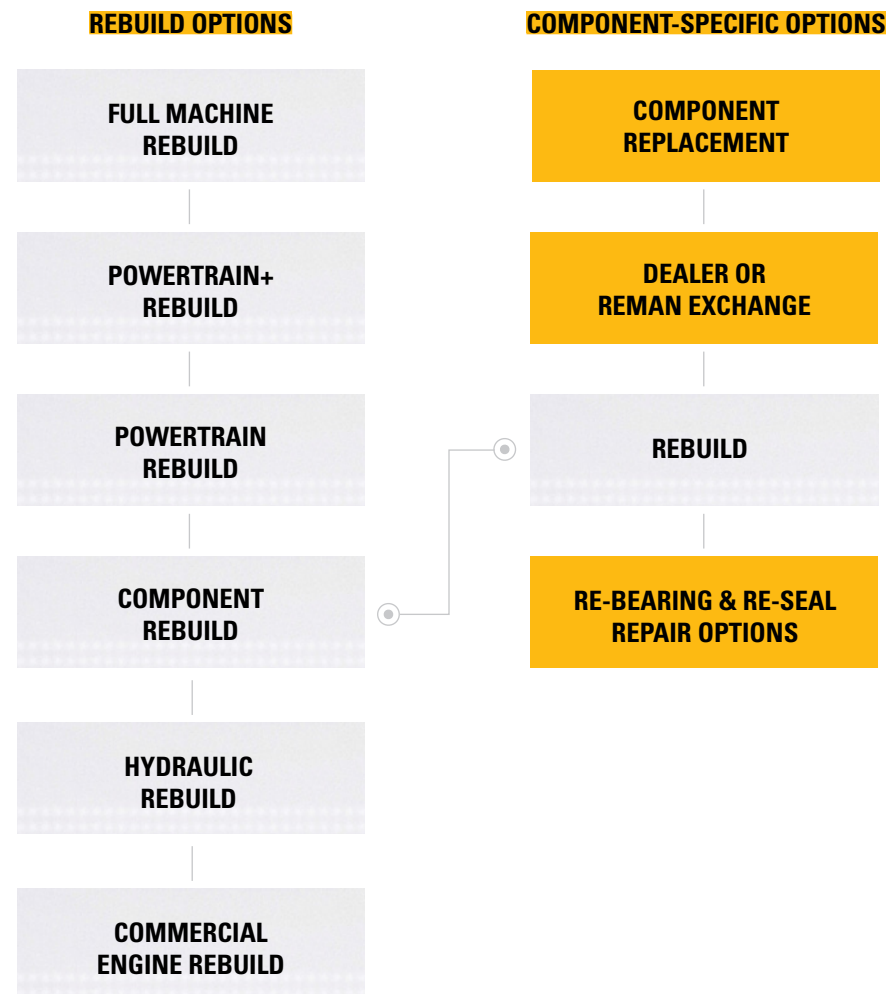 REBUILD OPTIONS
FULL MACHINE
REBUILD
POWERTRAIN+
REBUILD
POWERTRAIN
REBUILD
COMPONENT
REBUILD
HYDRAULIC
REBUILD
COMMERCIAL
ENGINE REBUILD
COMPONENT-SPECIFIC OPTIONS
COMPONENT
REPLACEMENT
DEALER OR
REMAN EXCHANGE
REBUILD
RE-BEARING & RE-SEAL
REPAIR OPTIONS